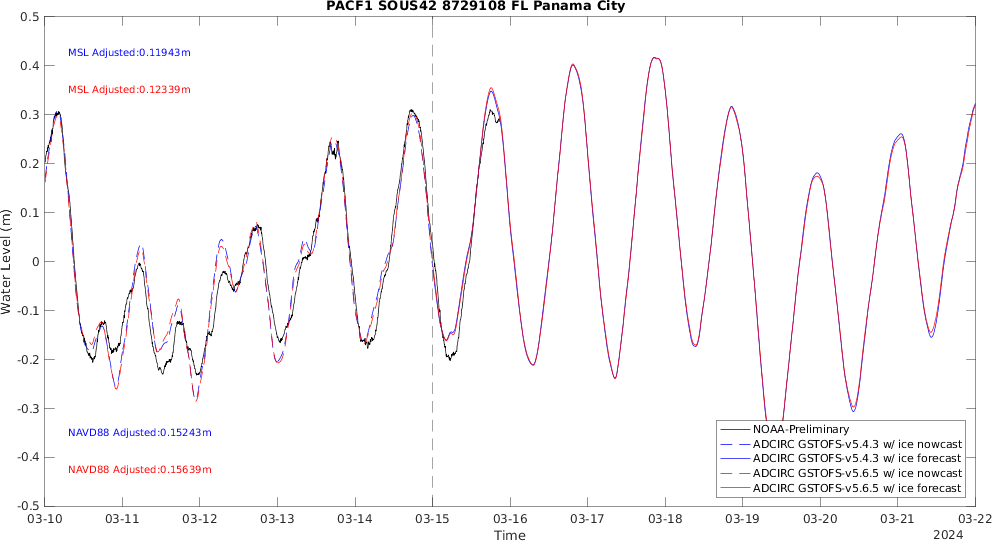 PACF1 SOUS42 8729108 FL Panama City
0.5
0.4
0.3
0.2
0.1
0
-0.1
-0.2
-0.3
-0.4
-0.5
Water Level (m)
MSL Adjusted:0.11943m
MSL Adjusted:0.12339m
NAVD88 Adjusted:0.15243m
NAVD88 Adjusted:0.15639m
NOAA-Preliminary
ADCIRC GSTOFS-v5.4.3 w/ ice nowcast
ADCIRC GSTOFS-v5.4.3 w/ ice forecast
ADCIRC GSTOFS-v5.6.5 w/ ice nowcast
ADCIRC GSTOFS-v5.6.5 w/ ice forecast
03-10 03-11 03-12 03-13 03-14 03-15 03-16 03-17 03-18 03-19 03-20 03-21 03-22
Time
2024